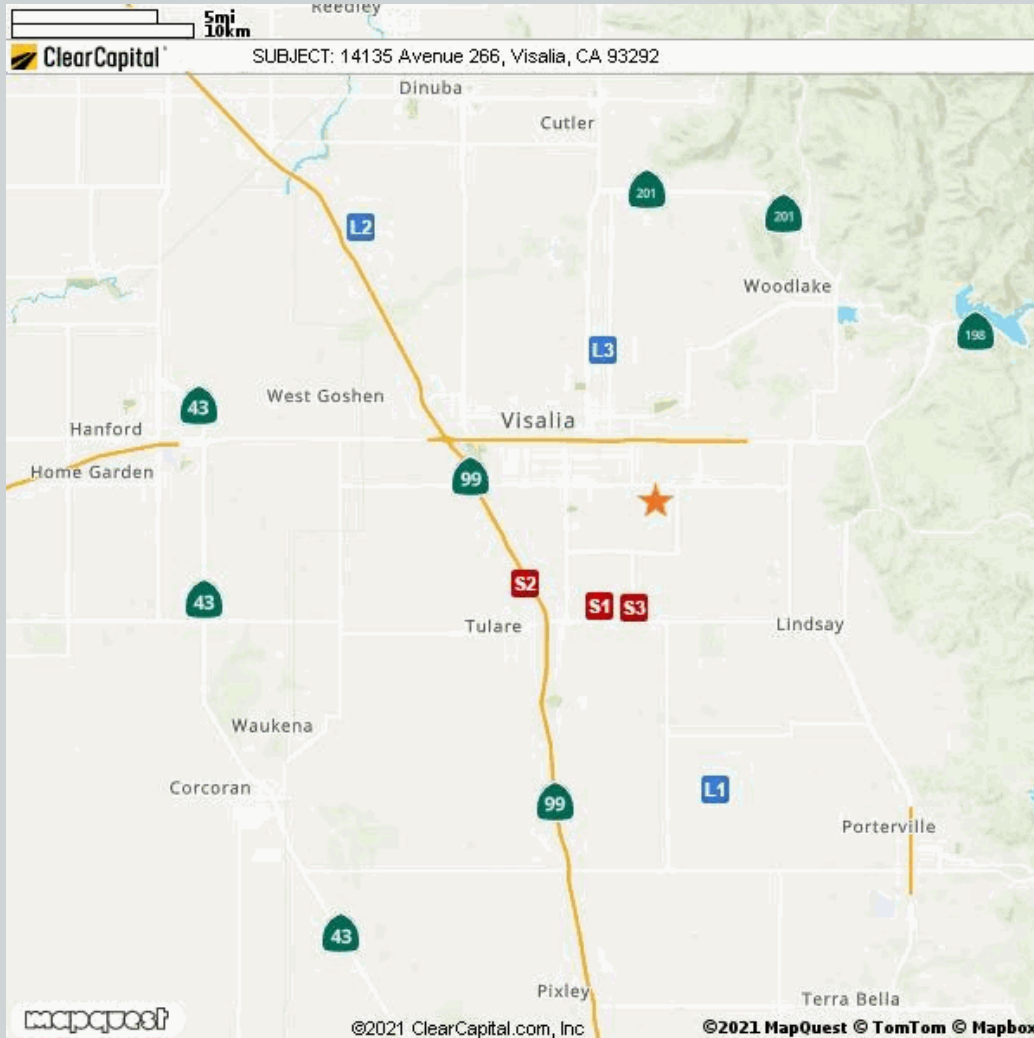 Reedley
5mi
10km
ClearCapital
SUBJECT: 14135 Avenue 266, Visalia, CA 93292
Dinuba
Cutler
201
201
L2
Woodlake
198
L3
West Goshen
43
Visalia
Hanford
Home Garden
99
S2
43
S1
S3
Tulare
Lindsay
Waukena
Corcoran
L1
99
Porterville
43
Pixley
Terra Bella
mapquest
©2021 ClearCapital.com, Inc
©2021 MapQuest © TomTom © Mapbox